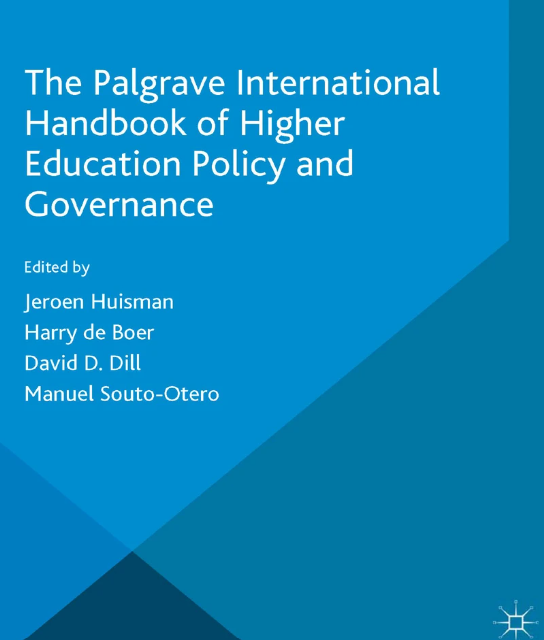 The Palgrave International
Handbook of Higher
Education Policy and
Governance
Edited by
Jeroen Huisman
Harry de Boer
David D. Dill
Manuel Souto-Otero